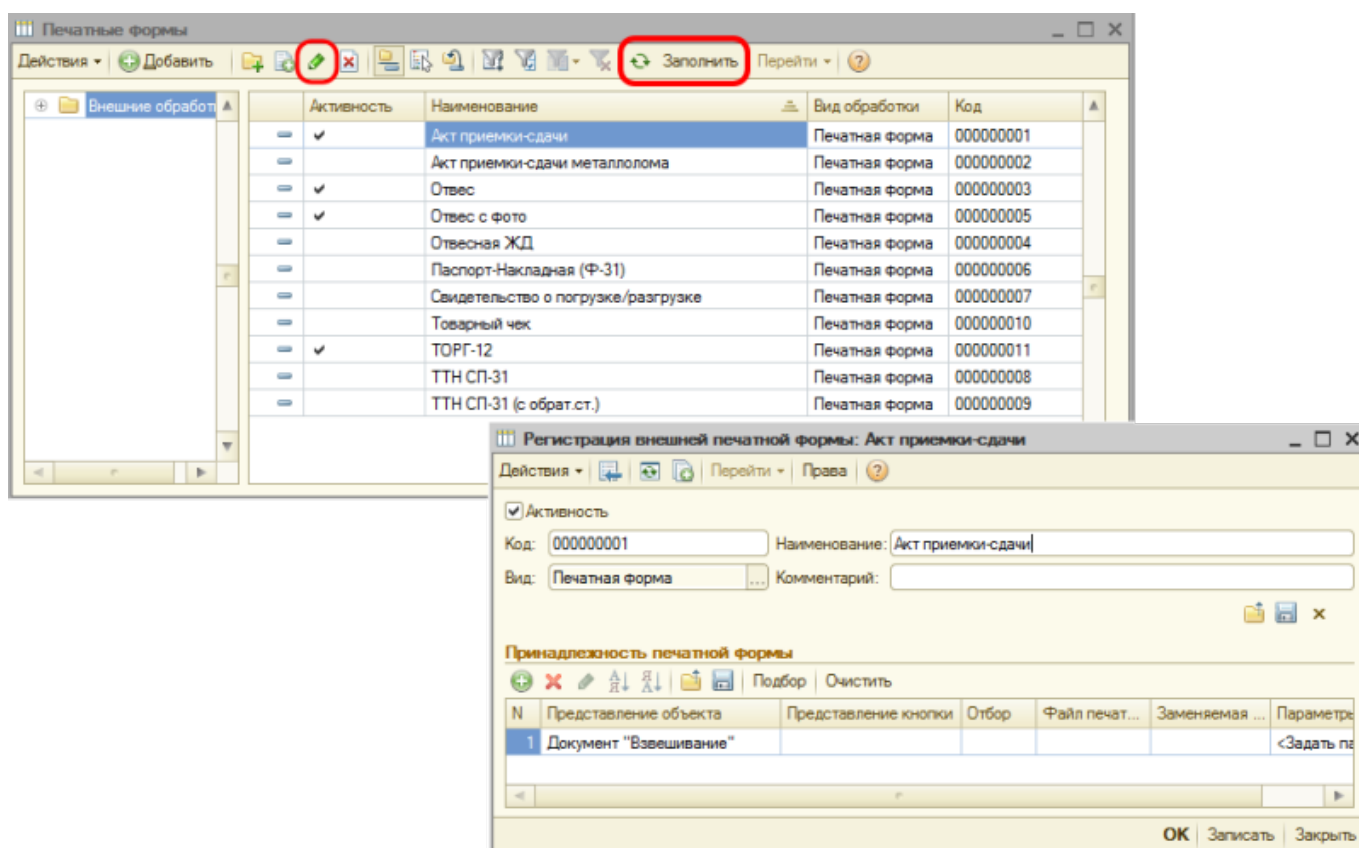 Печатные формы
Действия Добавить Заполнить Перейти ?
Внешние обработ Активность Наименование Вид обработки Код
Акт приемки-сдачи Печатная форма 000000001
Акт приемки-сдачи металлолома Печатная форма 000000002
Отвес Печатная форма 000000003
Отвес с фото Печатная форма 000000005
Отвесная ЖД Печатная форма 000000004
Паспорт-Накладная (Ф-31) Печатная форма 000000006
Свидетельство о погрузке/разгрузке Печатная форма 000000007
Товарный чек Печатная форма 000000010
ТОРГ-12 Печатная форма 000000011
ТТН СП-31 Печатная форма 000000008
ТТН СП-31 (с обрат.ст.) Печатная форма 000000009
Регистрация внешней печатной формы: Акт приемки-сдачи
Действия Перейти Права ?
Активность
Код: 000000001 Наименование: Акт приемки-сдачи
Вид: Печатная форма ... Комментарий:
Принадлежность печатной формы
Подбор Очистить
N Представление объекта Представление кнопки Отбор Файл печат... Заменяемая ... Параметры
1 Документ "Взвешивание" <Задать па
OK Записать Закрыть